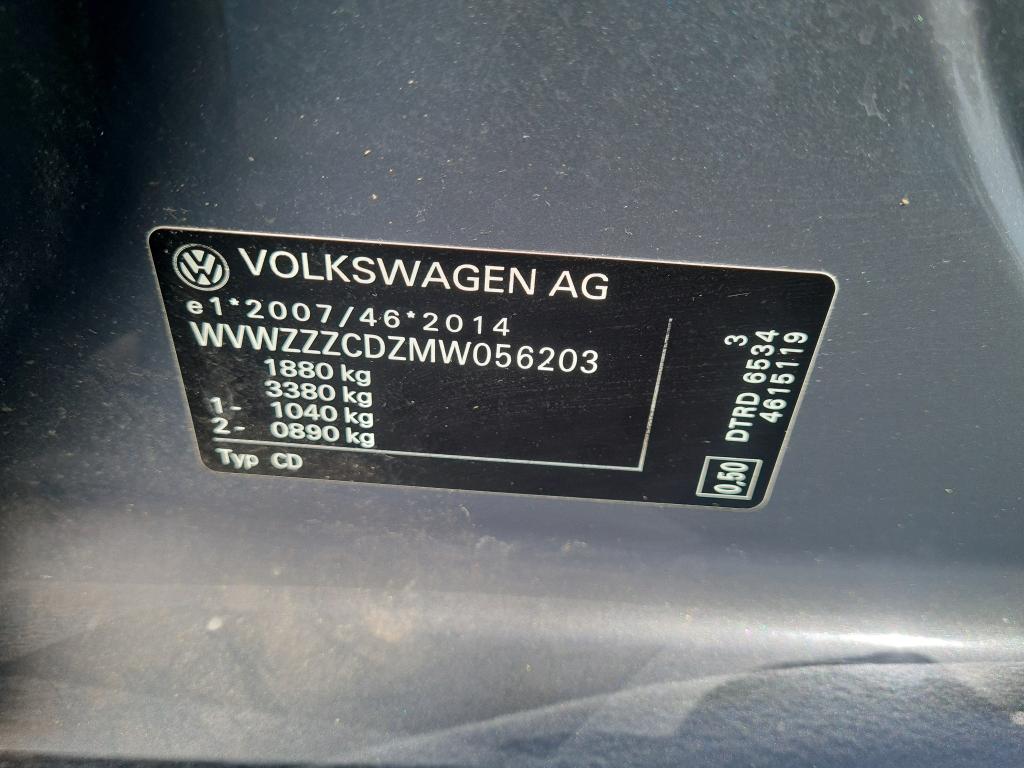 VOLKSWAGEN AG
e1*2007/46*2014
WVWZZZCDZMW056203
1880 kg
3380 kg
1- 1040 kg
2- 0890 kg
Typ CD
3
DTRD 6534
4615119
0,50